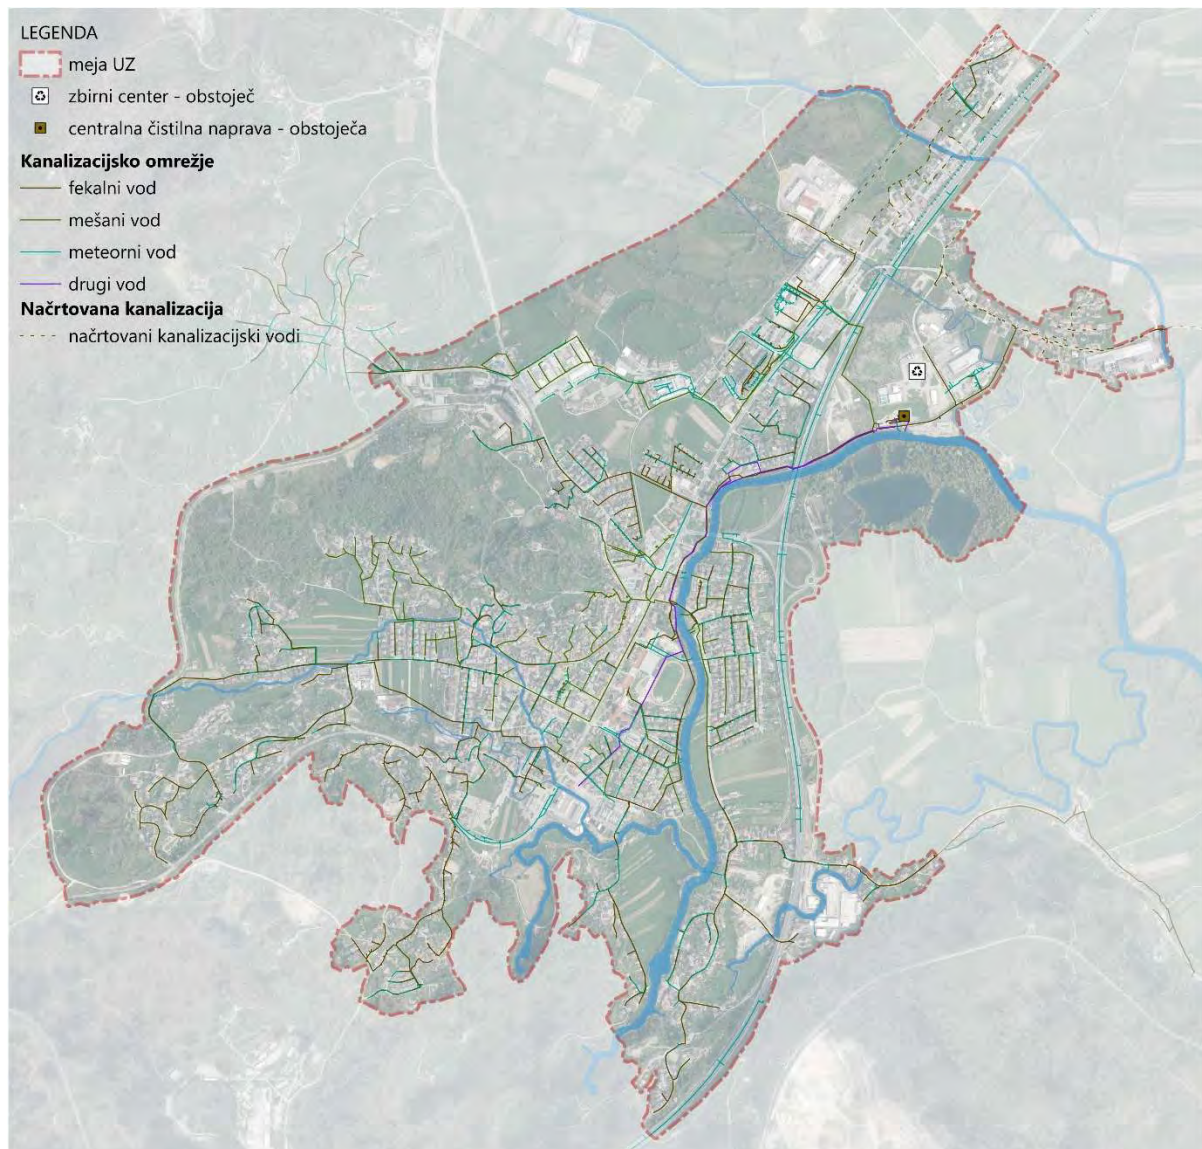 LEGENDA
meja UZ
zbirni center - obstoječ
centralna čistilna naprava - obstoječa
Kanalizacijsko omrežje
fekalni vod
mešani vod
meteorni vod
drugi vod
Načrtovana kanalizacija
načrtovani kanalizacijski vodi